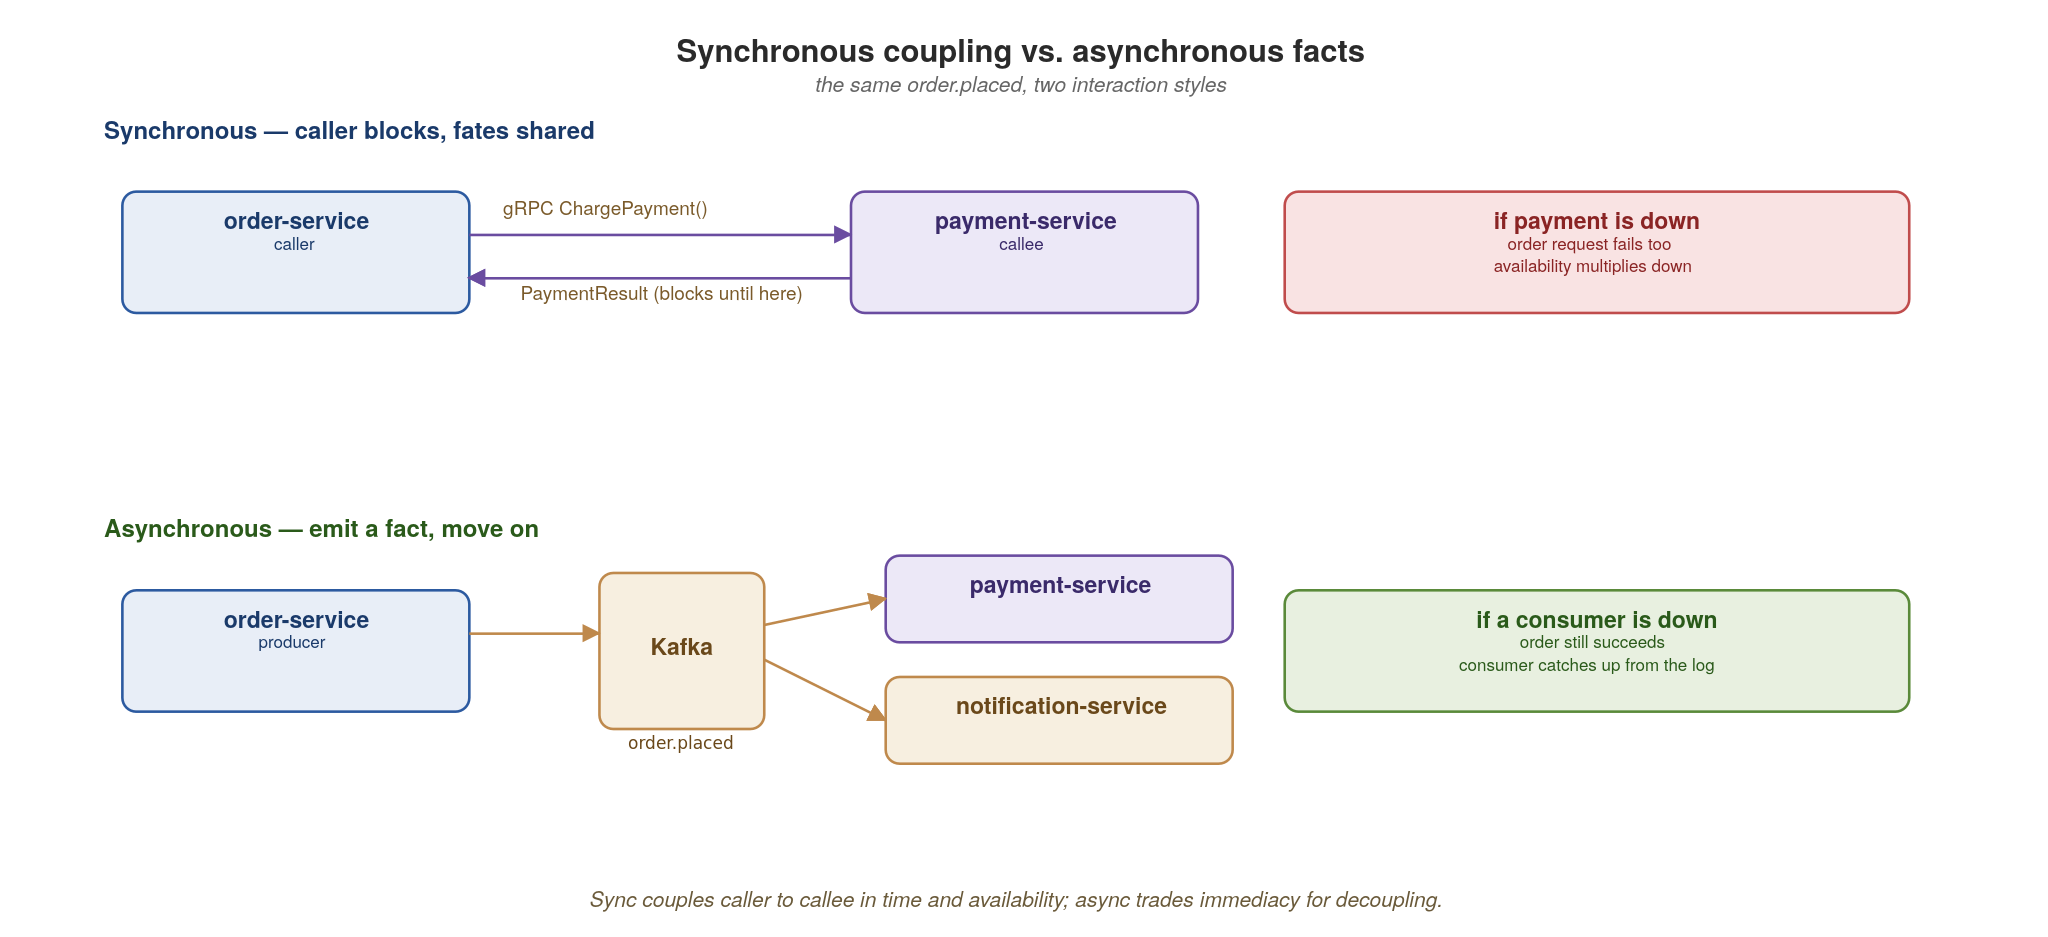 Synchronous coupling vs. asynchronous facts
the same order.placed, two interaction styles
Synchronous — caller blocks, fates shared
order-service
caller
gRPC ChargePayment()
PaymentResult (blocks until here)
payment-service
callee
if payment is down
order request fails too
availability multiplies down
Asynchronous — emit a fact, move on
order-service
producer
Kafka
order.placed
payment-service
notification-service
if a consumer is down
order still succeeds
consumer catches up from the log
Sync couples caller to callee in time and availability; async trades immediacy for decoupling.